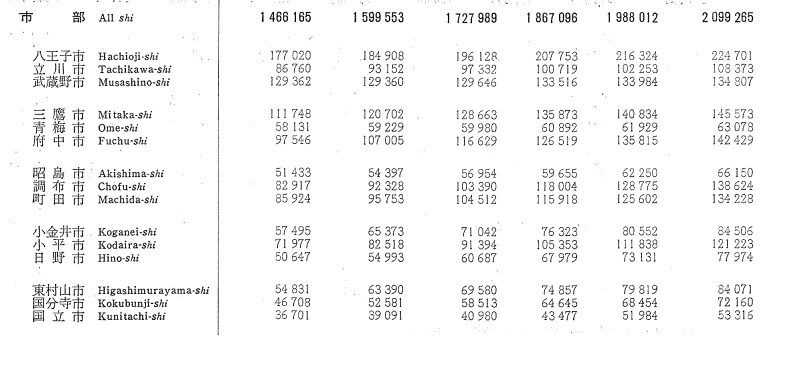 市 部 All shi 1 466 165 1 599 553 1 727 989 1 867 096 1 988 012 2 099 265
八王子市 Hachioji-shi 177 020 184 908 196 128 207 753 216 324 224 701
立川市 Tachikawa-shi 86 760 93 152 97 332 100 719 102 253 108 373
武蔵野市 Musashino-shi 129 362 129 360 129 646 133 516 133 984 134 807
三鷹市 Mitaka-shi 111 748 120 702 128 663 135 873 140 834 145 573
青梅市 Ome-shi 58 131 59 229 59 980 60 892 61 929 63 078
府中市 Fuchu-shi 97 546 107 005 116 629 126 519 135 815 142 429
昭島市 Akishima-shi 51 433 54 397 56 954 59 655 62 250 66 150
調布市 Chofu-shi 82 917 92 328 103 390 118 004 128 775 138 624
町田市 Machida-shi 85 924 95 753 104 512 115 918 125 602 134 228
小金井市 Koganei-shi 57 495 65 373 71 042 76 323 80 552 84 506
小平市 Kodaira-shi 71 977 82 518 91 394 105 353 111 838 121 223
日野市 Hino-shi 50 647 54 993 60 687 67 979 73 131 77 974
東村山市 Higashimurayama-shi 54 831 63 390 69 580 74 857 79 819 84 071
国分寺市 Kokubunji-shi 46 708 52 581 58 513 64 645 68 454 72 160
国立市 Kunitachi-shi 36 701 39 091 40 980 43 477 51 984 53 316